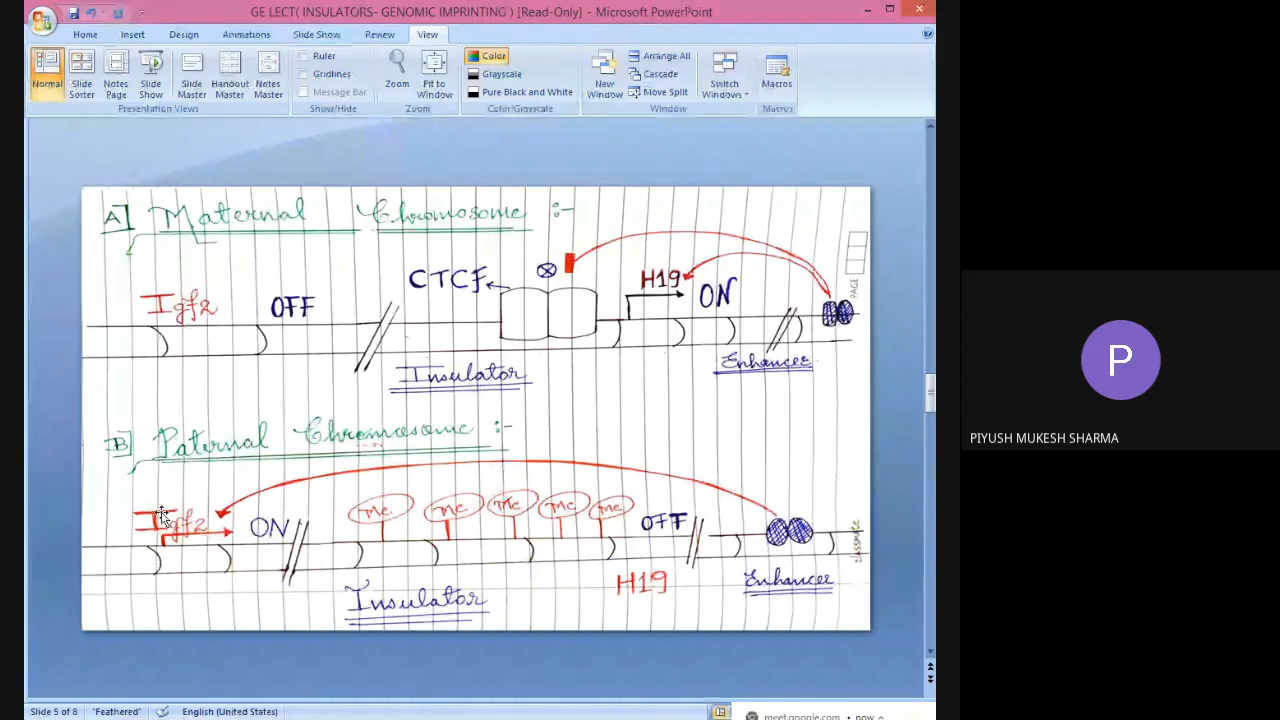 GE LECT( INSULATORS- GENOMIC IMPRINTING ) [Read-Only] - Microsoft PowerPoint
Home Insert Design Animations Slide Show Review View
Normal Slide Sorter Notes Page Slide Show Slide Master Handout Master Notes Master
Presentation Views
Ruler
Gridlines
Message Bar
Show/Hide
Zoom Fit to Window
Zoom
Color
Grayscale
Pure Black and White
Color/Grayscale
New Window
Arrange All
Cascade
Move Split
Switch Windows
Window
Macros
Macros
A] Maternal Chromosome :-
CTCF
H19
ON
Igf2 OFF
PAGE
Insulator
Enhancer
B] Paternal Chromosome :-
Igf2 ON
me me me me me
OFF
classmate
H19
Insulator
Enhancer
P
PIYUSH MUKESH SHARMA
Slide 5 of 8 "Feathered" English (United States)
meet.google.com • now